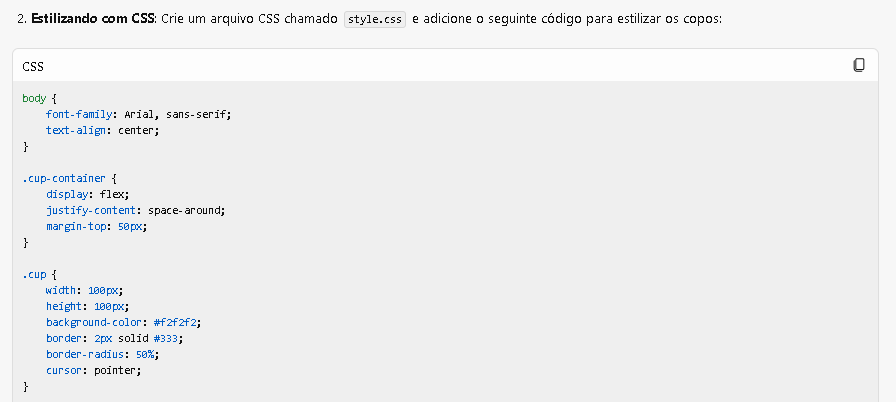 2. Estilizando com CSS: Crie um arquivo CSS chamado style.css e adicione o seguinte código para estilizar os copos:
CSS
body {
    font-family: Arial, sans-serif;
    text-align: center;
}

.cup-container {
    display: flex;
    justify-content: space-around;
    margin-top: 50px;
}

.cup {
    width: 100px;
    height: 100px;
    background-color: #f2f2f2;
    border: 2px solid #333;
    border-radius: 50%;
    cursor: pointer;
}